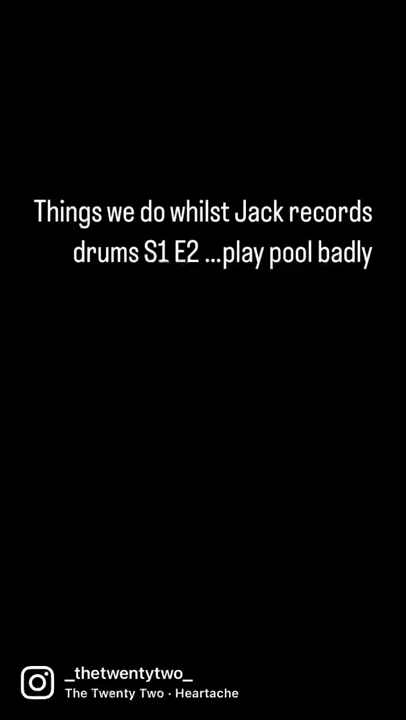 Things we do whilst Jack records
drums S1 E2 ...play pool badly
_thetwentytwo_
The Twenty Two · Heartache